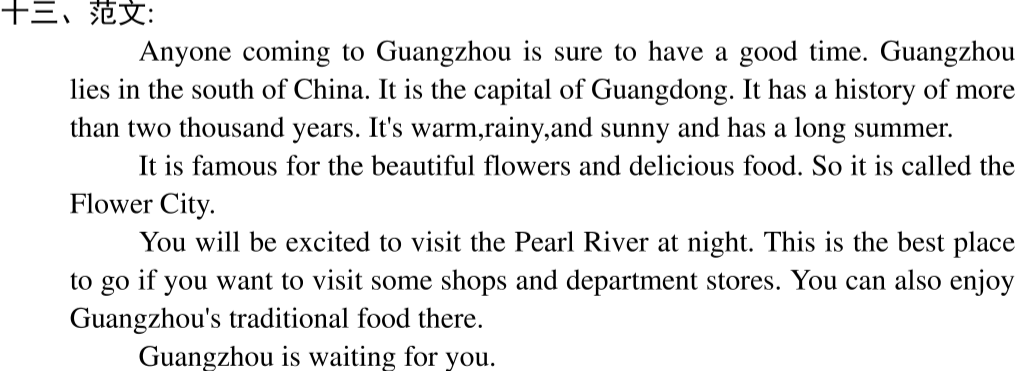 十三、范文:
Anyone coming to Guangzhou is sure to have a good time. Guangzhou
lies in the south of China. It is the capital of Guangdong. It has a history of more
than two thousand years. It's warm,rainy,and sunny and has a long summer.
It is famous for the beautiful flowers and delicious food. So it is called the
Flower City.
You will be excited to visit the Pearl River at night. This is the best place
to go if you want to visit some shops and department stores. You can also enjoy
Guangzhou's traditional food there.
Guangzhou is waiting for you.